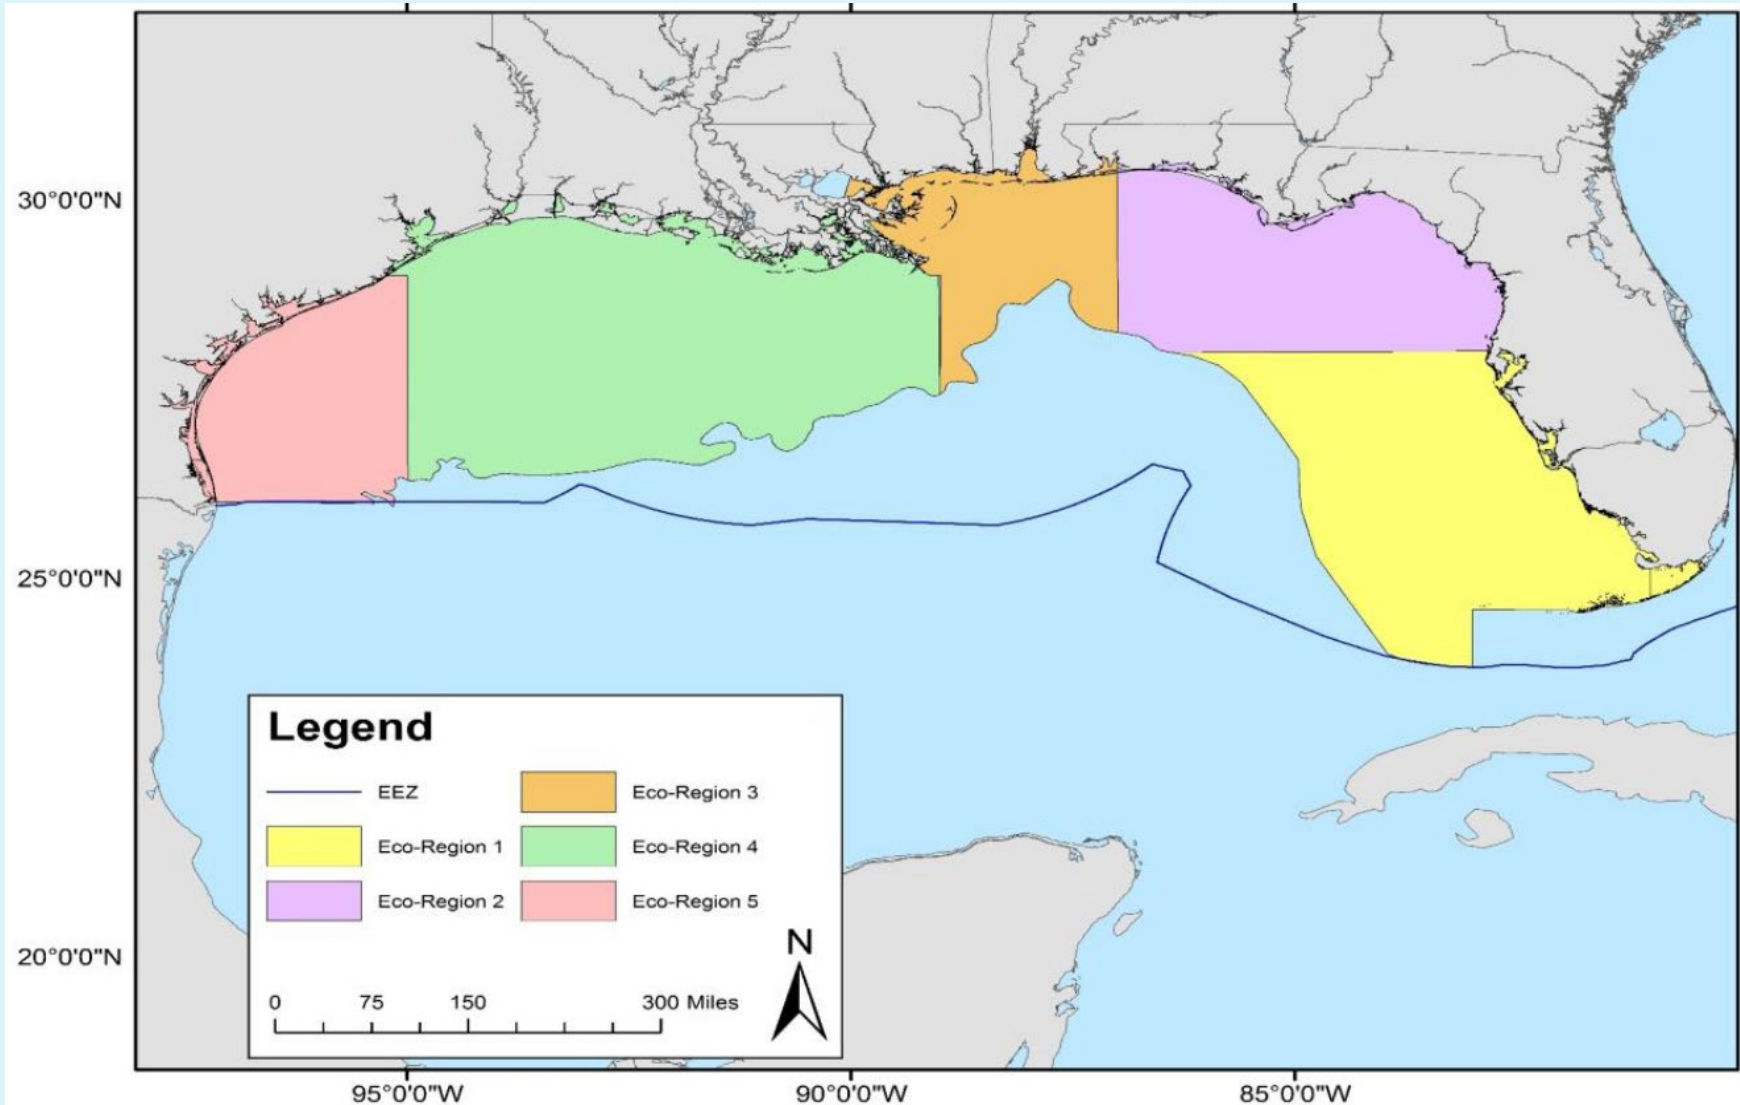 30°0'0"N
25°0'0"N
20°0'0"N
Legend
EEZ
Eco-Region 1
Eco-Region 2
Eco-Region 3
Eco-Region 4
Eco-Region 5
N
0 75 150 300 Miles
95°0'0"W 90°0'0"W 85°0'0"W